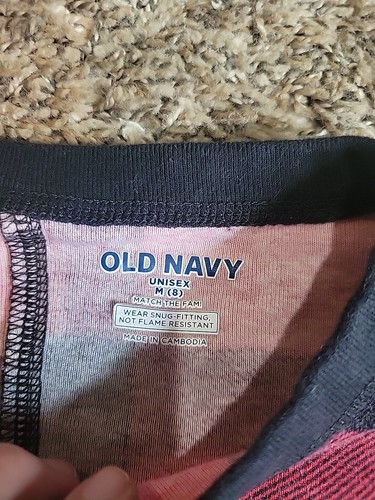 OLD NAVY
UNISEX
M (8)
MATCH THE FAM!
WEAR SNUG-FITTING,
NOT FLAME RESISTANT
MADE IN CAMBODIA